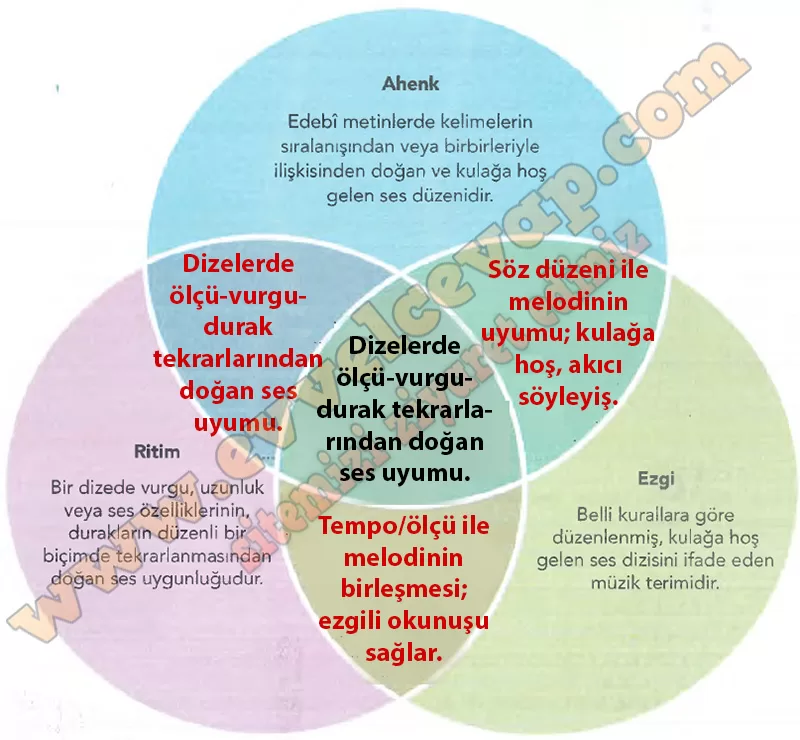 Ahenk
Edebî metinlerde kelimelerin
sıralanışından veya birbirleriyle
ilişkisinden doğan ve kulağa hoş
gelen ses düzenidir.
Dizelerde
ölçü-vurgu-
durak
tekrarlarından
doğan ses
uyumu.
Söz düzeni ile
melodinin
uyumu; kulağa
hoş, akıcı
söyleyiş.
Dizelerde
ölçü-vurgu-
durak tekrarla-
rından doğan
ses uyumu.
Ritim
Bir dizede vurgu, uzunluk
veya ses özelliklerinin,
durakların düzenli bir
biçimde tekrarlanmasından
doğan ses uygunluğudur.
Ezgi
Belli kurallara göre
düzenlenmiş, kulağa hoş
gelen ses dizisini ifade eden
müzik terimidir.
Tempo/ölçü ile
melodinin
birleşmesi;
ezgili okunuşu
sağlar.
www.evvelcevap.com
sitemizi ziyaret ediniz